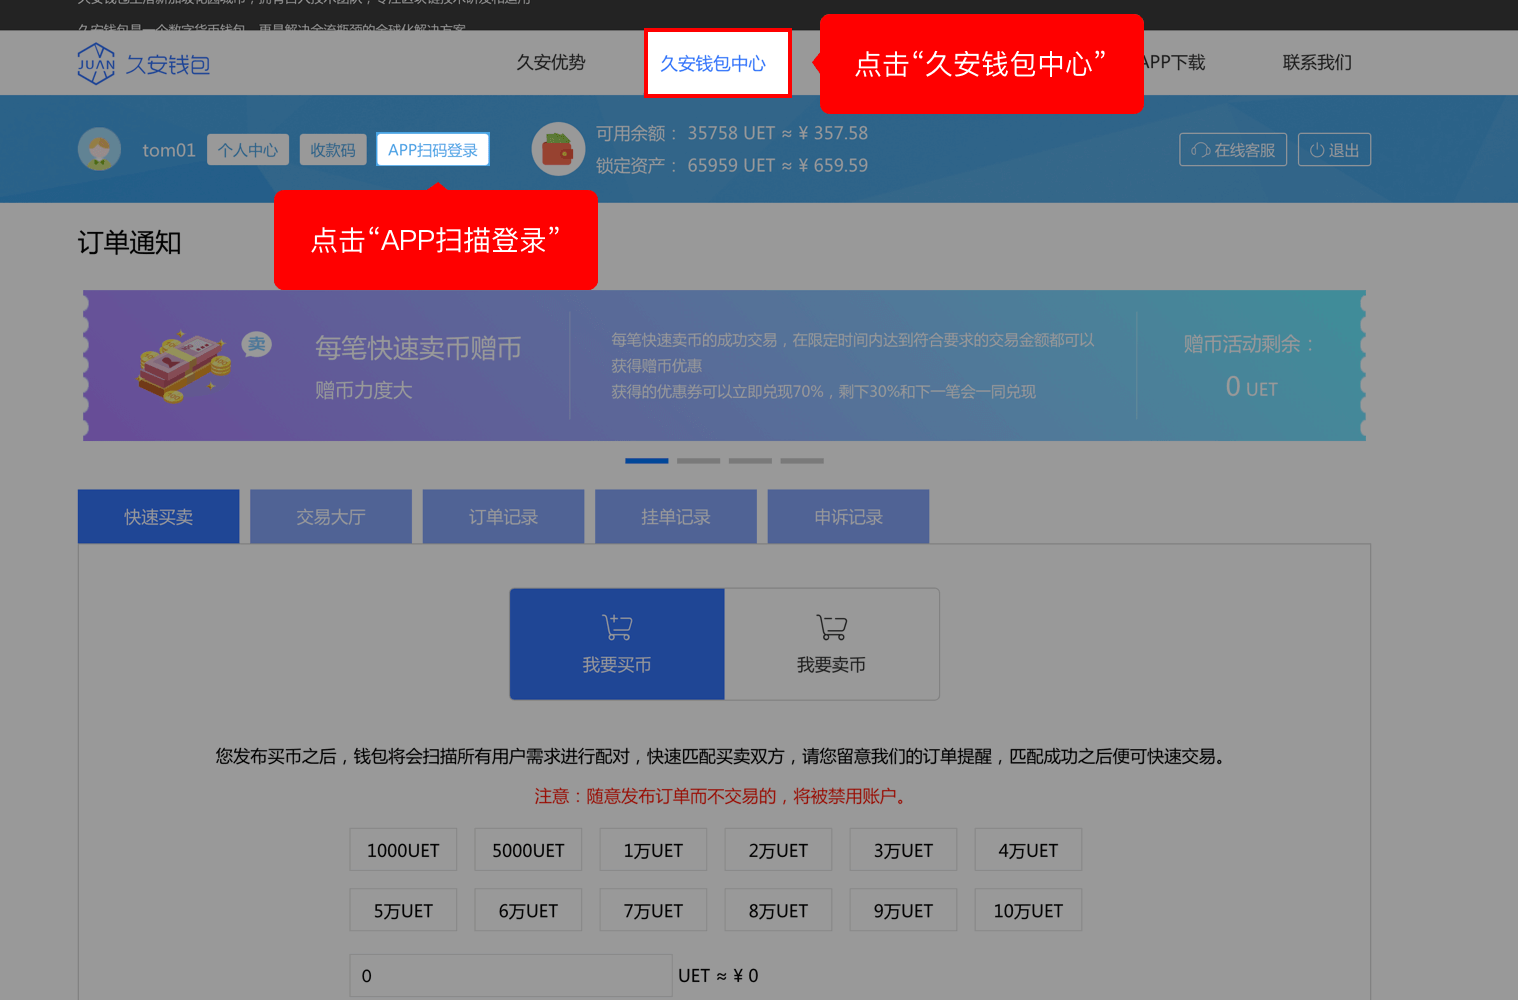 久安钱包是一个数字货币钱包，更是解决金流瓶颈的全球化解决方案
JUAN 久安钱包
久安优势
久安钱包中心
点击“久安钱包中心”
APP下载
联系我们
tom01
个人中心
收款码
APP扫码登录
可用余额： 35758 UET ≈ ¥ 357.58
锁定资产： 65959 UET ≈ ¥ 659.59
在线客服
退出
点击“APP扫描登录”
订单通知
卖
每笔快速卖币赠币
赠币力度大
每笔快速卖币的成功交易，在限定时间内达到符合要求的交易金额都可以
获得赠币优惠
获得的优惠券可以立即兑现70%，剩下30%和下一笔会一同兑现
赠币活动剩余：
0 UET
快速买卖
交易大厅
订单记录
挂单记录
申诉记录
我要买币
我要卖币
您发布买币之后，钱包将会扫描所有用户需求进行配对，快速匹配买卖双方，请您留意我们的订单提醒，匹配成功之后便可快速交易。
注意：随意发布订单而不交易的，将被禁用账户。
1000UET
5000UET
1万UET
2万UET
3万UET
4万UET
5万UET
6万UET
7万UET
8万UET
9万UET
10万UET
0
UET ≈ ¥ 0